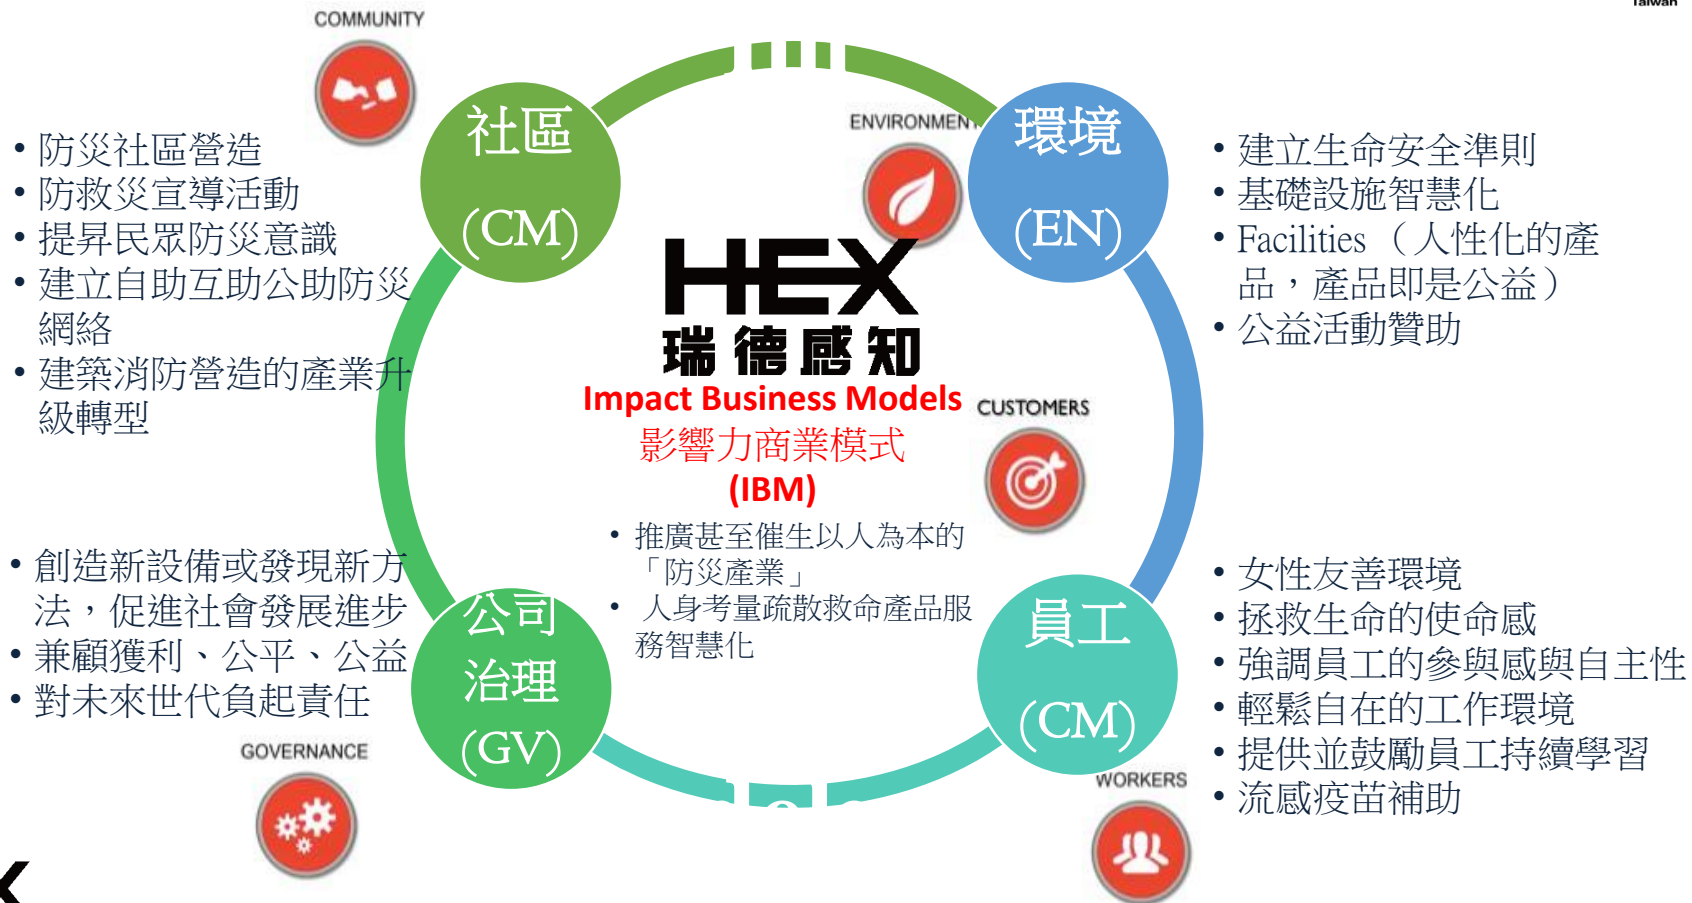 Taiwan
COMMUNITY
社區
(CM)
• 防災社區營造
• 防救災宣導活動
• 提昇民眾防災意識
• 建立自助互助公助防災
網絡
• 建築消防營造的產業升
級轉型
ENVIRONMENT
環境
(EN)
• 建立生命安全準則
• 基礎設施智慧化
• Facilities（人性化的產
品，產品即是公益）
• 公益活動贊助
HEX
瑞德感知
Impact Business Models
影響力商業模式
(IBM)
• 推廣甚至催生以人為本的
「防災產業」
• 人身考量疏散救命產品服
務智慧化
CUSTOMERS
• 創造新設備或發現新方
法，促進社會發展進步
• 兼顧獲利、公平、公益
• 對未來世代負起責任
公司
治理
(GV)
GOVERNANCE
員工
(CM)
WORKERS
• 女性友善環境
• 拯救生命的使命感
• 強調員工的參與感與自主性
• 輕鬆自在的工作環境
• 提供並鼓勵員工持續學習
• 流感疫苗補助
X